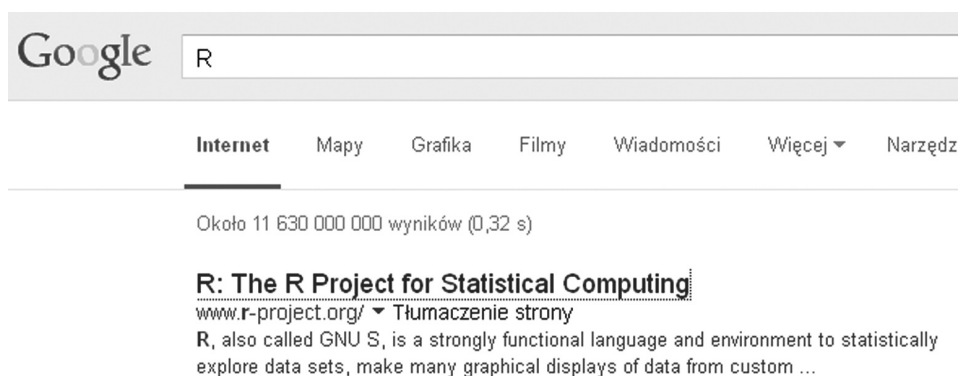 Google R
Internet Mapy Grafika Filmy Wiadomości Więcej Narzędz
Około 11 630 000 000 wyników (0,32 s)
R: The R Project for Statistical Computing
www.r-project.org/ Tłumaczenie strony
R, also called GNU S, is a strongly functional language and environment to statistically
explore data sets, make many graphical displays of data from custom ...